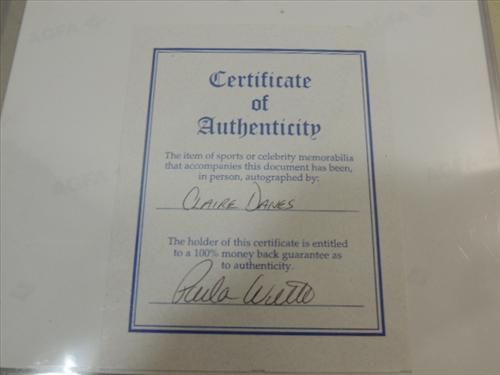 Certificate
of
Authenticity
The item of sports or celebrity memorabilia
that accompanies this document has been,
in person, autographed by:
CLAIRE DANES
The holder of this certificate is entitled
to a 100% money back guarantee as
to authenticity.
Paula